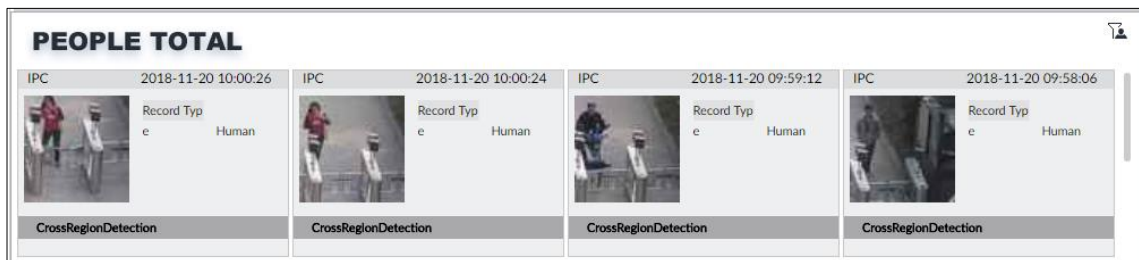 PEOPLE TOTAL
IPC 2018-11-20 10:00:26
Record Typ
e Human
CrossRegionDetection
IPC 2018-11-20 10:00:24
Record Typ
e Human
CrossRegionDetection
IPC 2018-11-20 09:59:12
Record Typ
e Human
CrossRegionDetection
IPC 2018-11-20 09:58:06
Record Typ
e Human
CrossRegionDetection